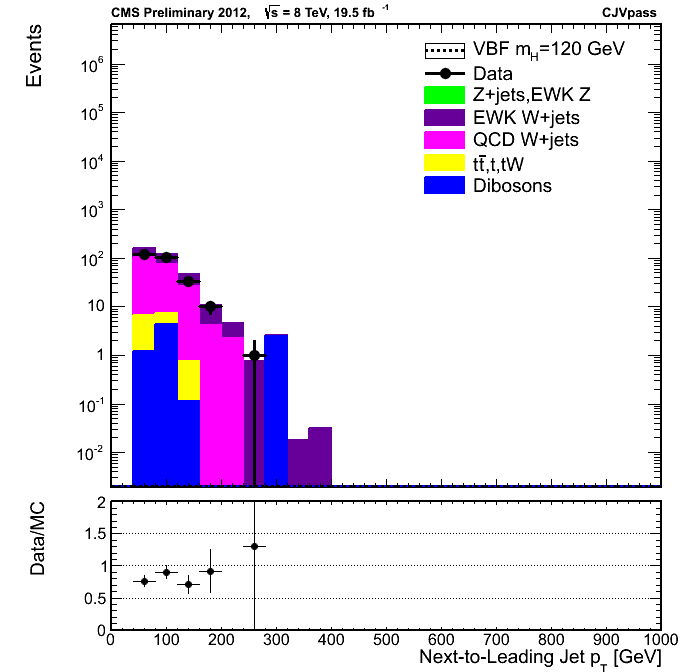 CMS Preliminary 2012, √s = 8 TeV, 19.5 fb⁻¹ CJVpass
Events
VBF m_H=120 GeV
Data
Z+jets,EWK Z
EWK W+jets
QCD W+jets
tt̅,t,tW
Dibosons
10⁶
10⁵
10⁴
10³
10²
10
1
10⁻¹
10⁻²
Data/MC
2
1.5
1
0.5
0
0 100 200 300 400 500 600 700 800 900 1000
Next-to-Leading Jet p_T [GeV]